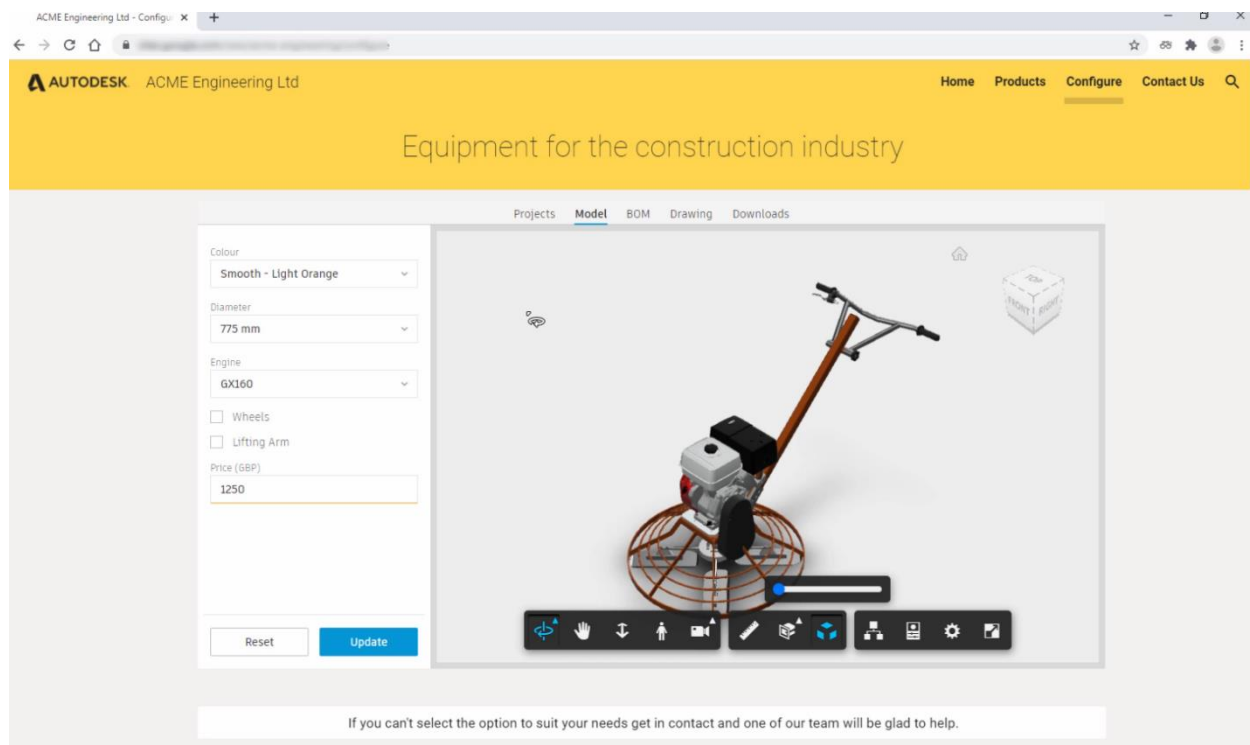 ACME Engineering Ltd - Configu
AUTODESK. ACME Engineering Ltd
Home Products Configure Contact Us
Equipment for the construction industry
Projects Model BOM Drawing Downloads
Colour
Smooth - Light Orange
Diameter
775 mm
Engine
GX160
Wheels
Lifting Arm
Price (GBP)
1250
Reset Update
TOP
FRONT RIGHT
If you can't select the option to suit your needs get in contact and one of our team will be glad to help.